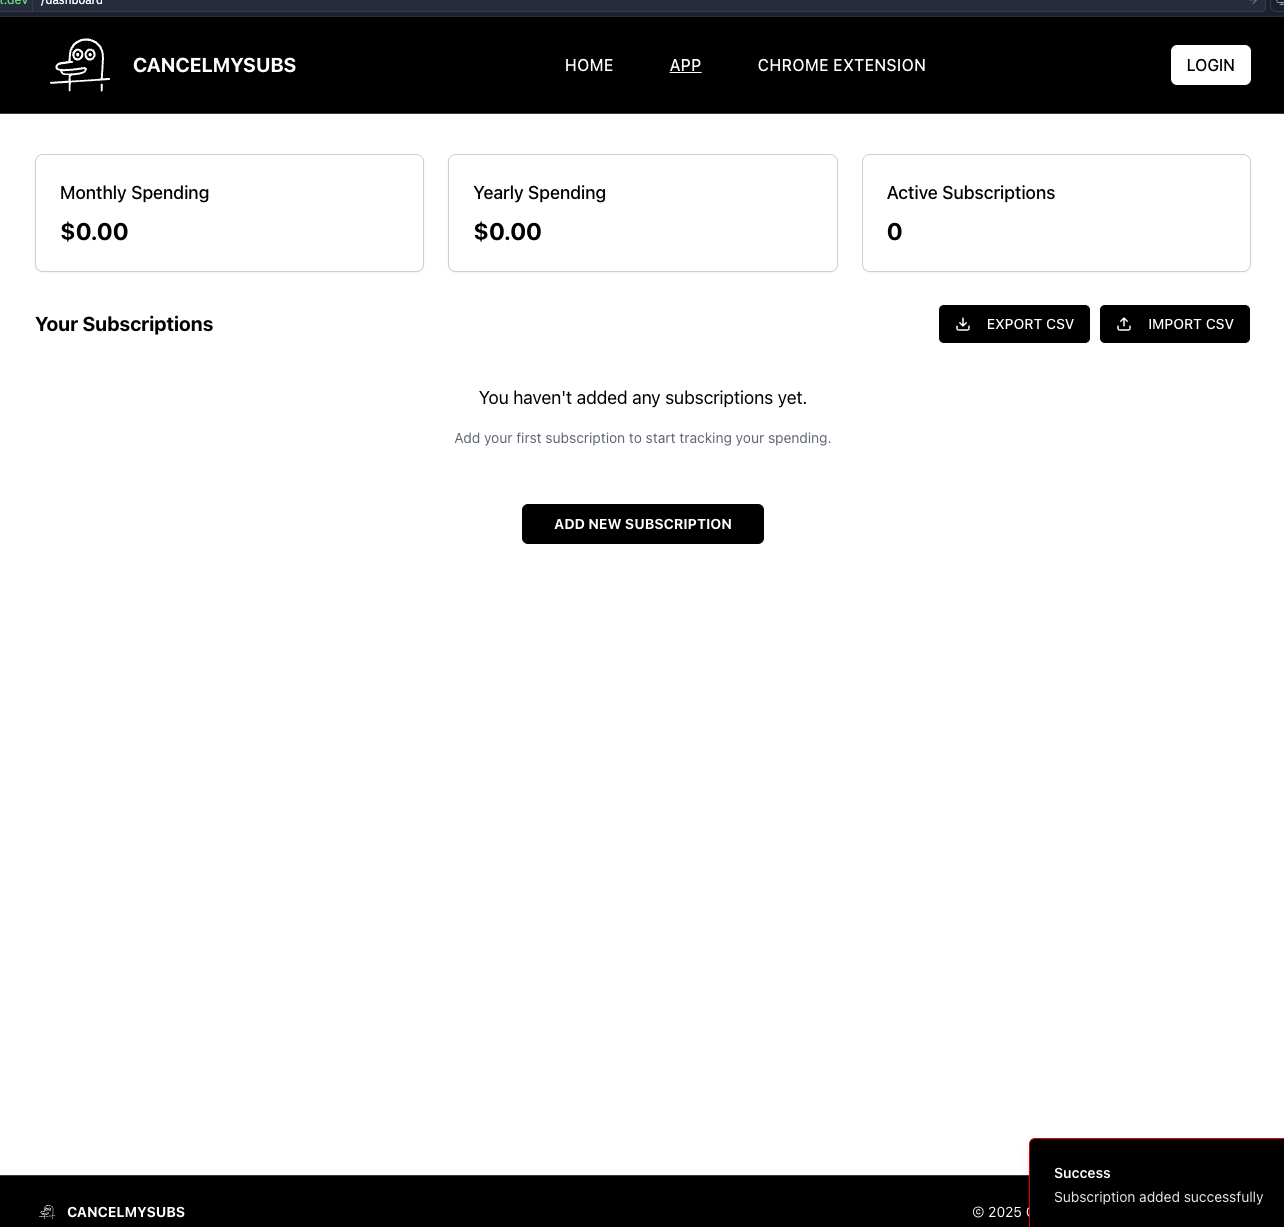 t.dev /dashboard
CANCELMYSUBS
HOME APP CHROME EXTENSION
LOGIN
Monthly Spending
$0.00
Yearly Spending
$0.00
Active Subscriptions
0
Your Subscriptions
EXPORT CSV
IMPORT CSV
You haven't added any subscriptions yet.
Add your first subscription to start tracking your spending.
ADD NEW SUBSCRIPTION
Success
Subscription added successfully
CANCELMYSUBS
© 2025